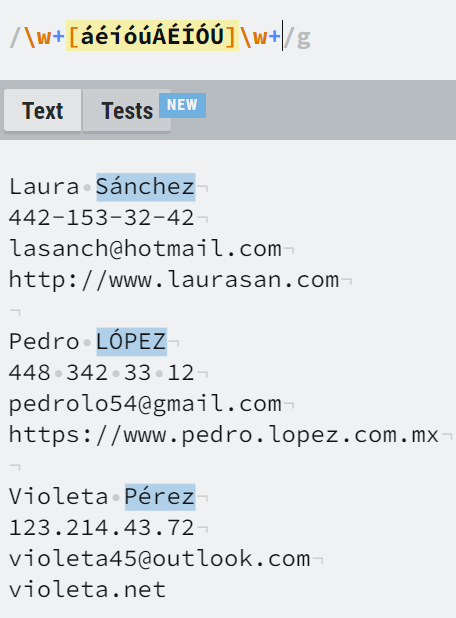 /\w+[áéíóúÁÉÍÓÚ]\w+/g
Text Tests NEW
Laura•Sánchez¬
442-153-32-42¬
lasanch@hotmail.com¬
http://www.laurasan.com¬
¬
Pedro•LÓPEZ¬
448•342•33•12¬
pedrolo54@gmail.com¬
https://www.pedro.lopez.com.mx¬
¬
Violeta•Pérez¬
123.214.43.72¬
violeta45@outlook.com¬
violeta.net